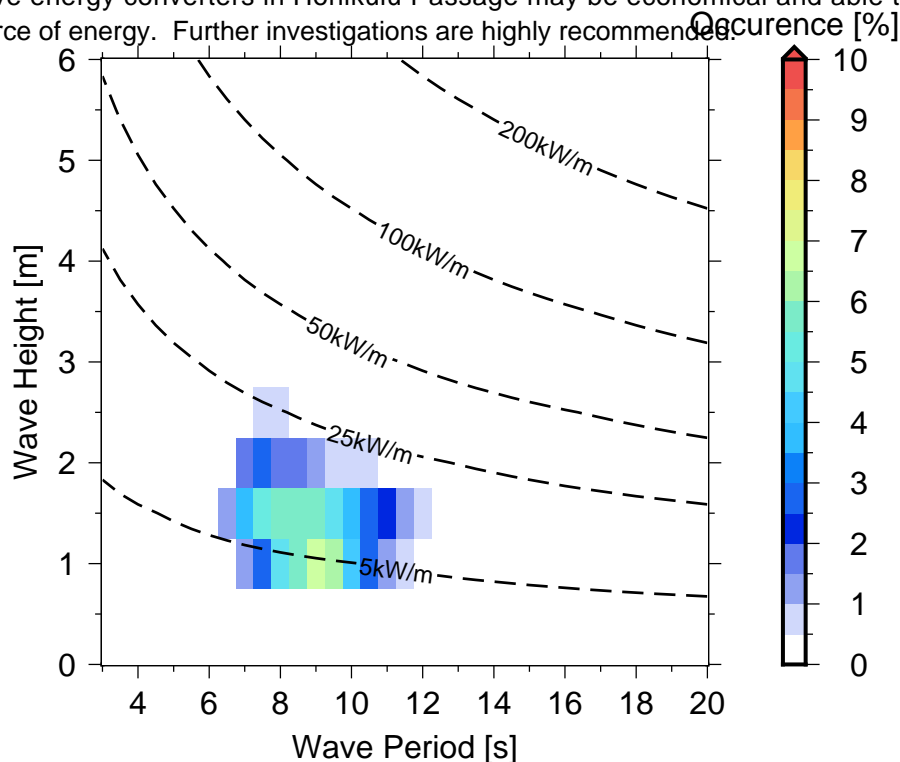 ve energy converters in Honikulu Passage may be economical and able t
rce of energy. Further investigations are highly recommended.
Occurence [%]
6
5
4
3
2
1
0
Wave Height [m]
200kW/m
100kW/m
50kW/m
25kW/m
5kW/m
4 6 8 10 12 14 16 18 20
Wave Period [s]
10
9
8
7
6
5
4
3
2
1
0